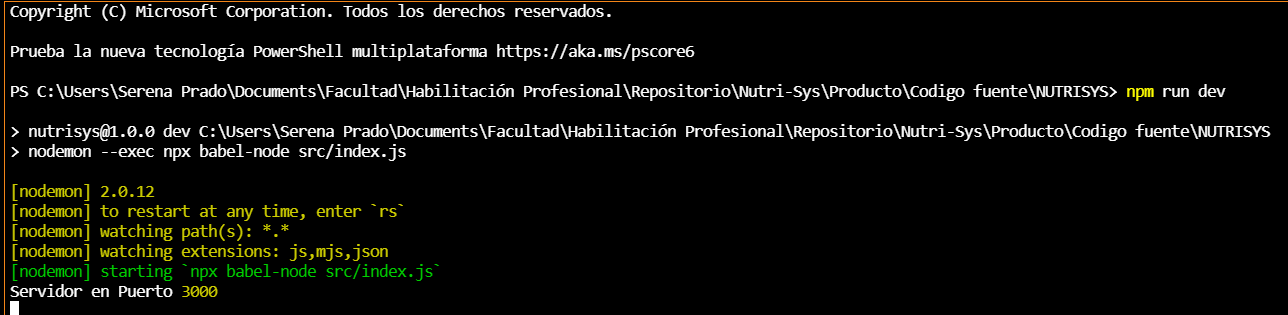 Copyright (C) Microsoft Corporation. Todos los derechos reservados.
Prueba la nueva tecnología PowerShell multiplataforma https://aka.ms/pscore6
PS C:\Users\Serena Prado\Documents\Facultad\Habilitación Profesional\Repositorio\Nutri-Sys\Producto\Codigo fuente\NUTRISYS> npm run dev
> nutrisys@1.0.0 dev C:\Users\Serena Prado\Documents\Facultad\Habilitación Profesional\Repositorio\Nutri-Sys\Producto\Codigo fuente\NUTRISYS
> nodemon --exec npx babel-node src/index.js
[nodemon] 2.0.12
[nodemon] to restart at any time, enter `rs`
[nodemon] watching path(s): *.*
[nodemon] watching extensions: js,mjs,json
[nodemon] starting `npx babel-node src/index.js`
Servidor en Puerto 3000